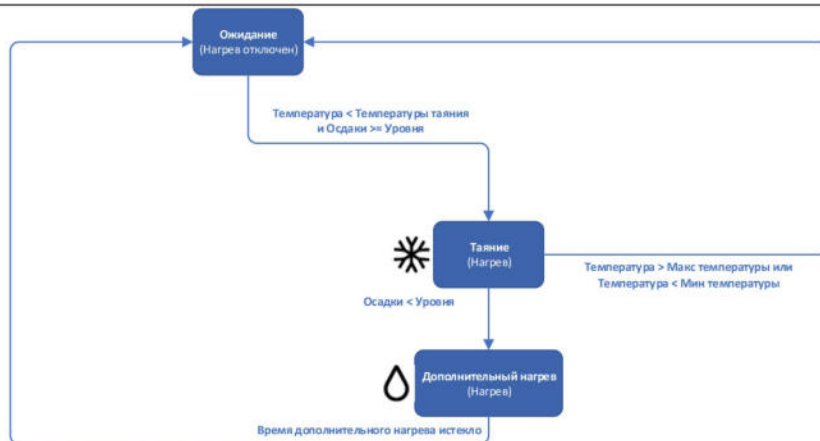 Ожидание
(Нагрев отключен)
Температура < Температуры таяния
и Осдаки >= Уровня
Таяние
(Нагрев)
Температура > Макс температуры или
Температура < Мин температуры
Осадки < Уровня
Дополнительный нагрев
(Нагрев)
Время дополнительного нагрева истекло